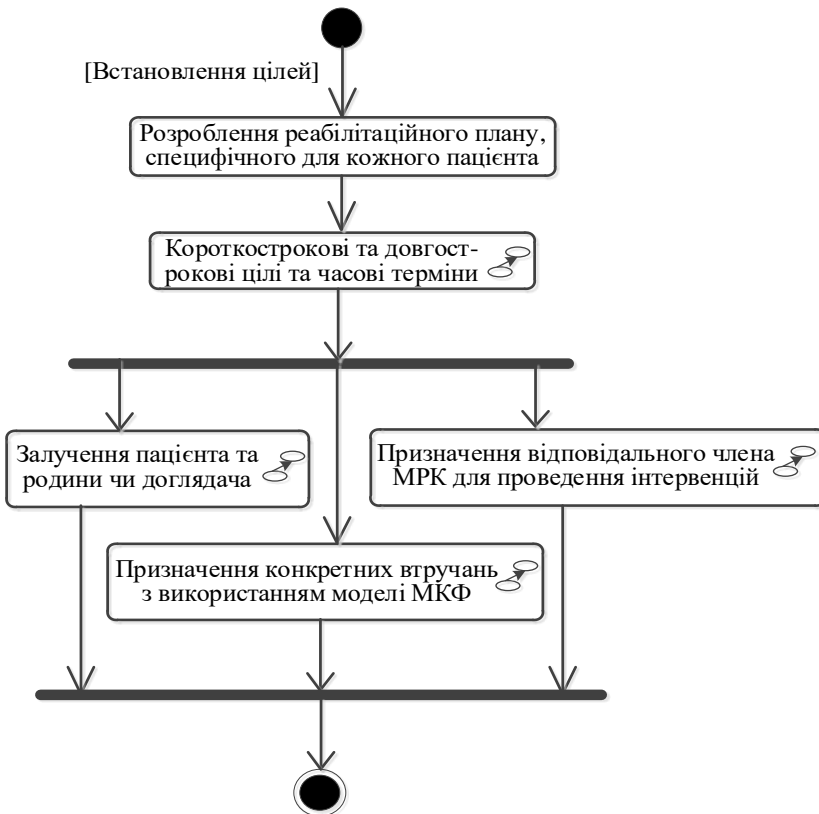 [Встановлення цілей]
Розроблення реабілітаційного плану,
специфічного для кожного пацієнта
Короткострокові та довгост-
рокові цілі та часові терміни
Залучення пацієнта та
родини чи доглядача
Призначення відповідального члена
МРК для проведення інтервенцій
Призначення конкретних втручань
з використанням моделі МКФ